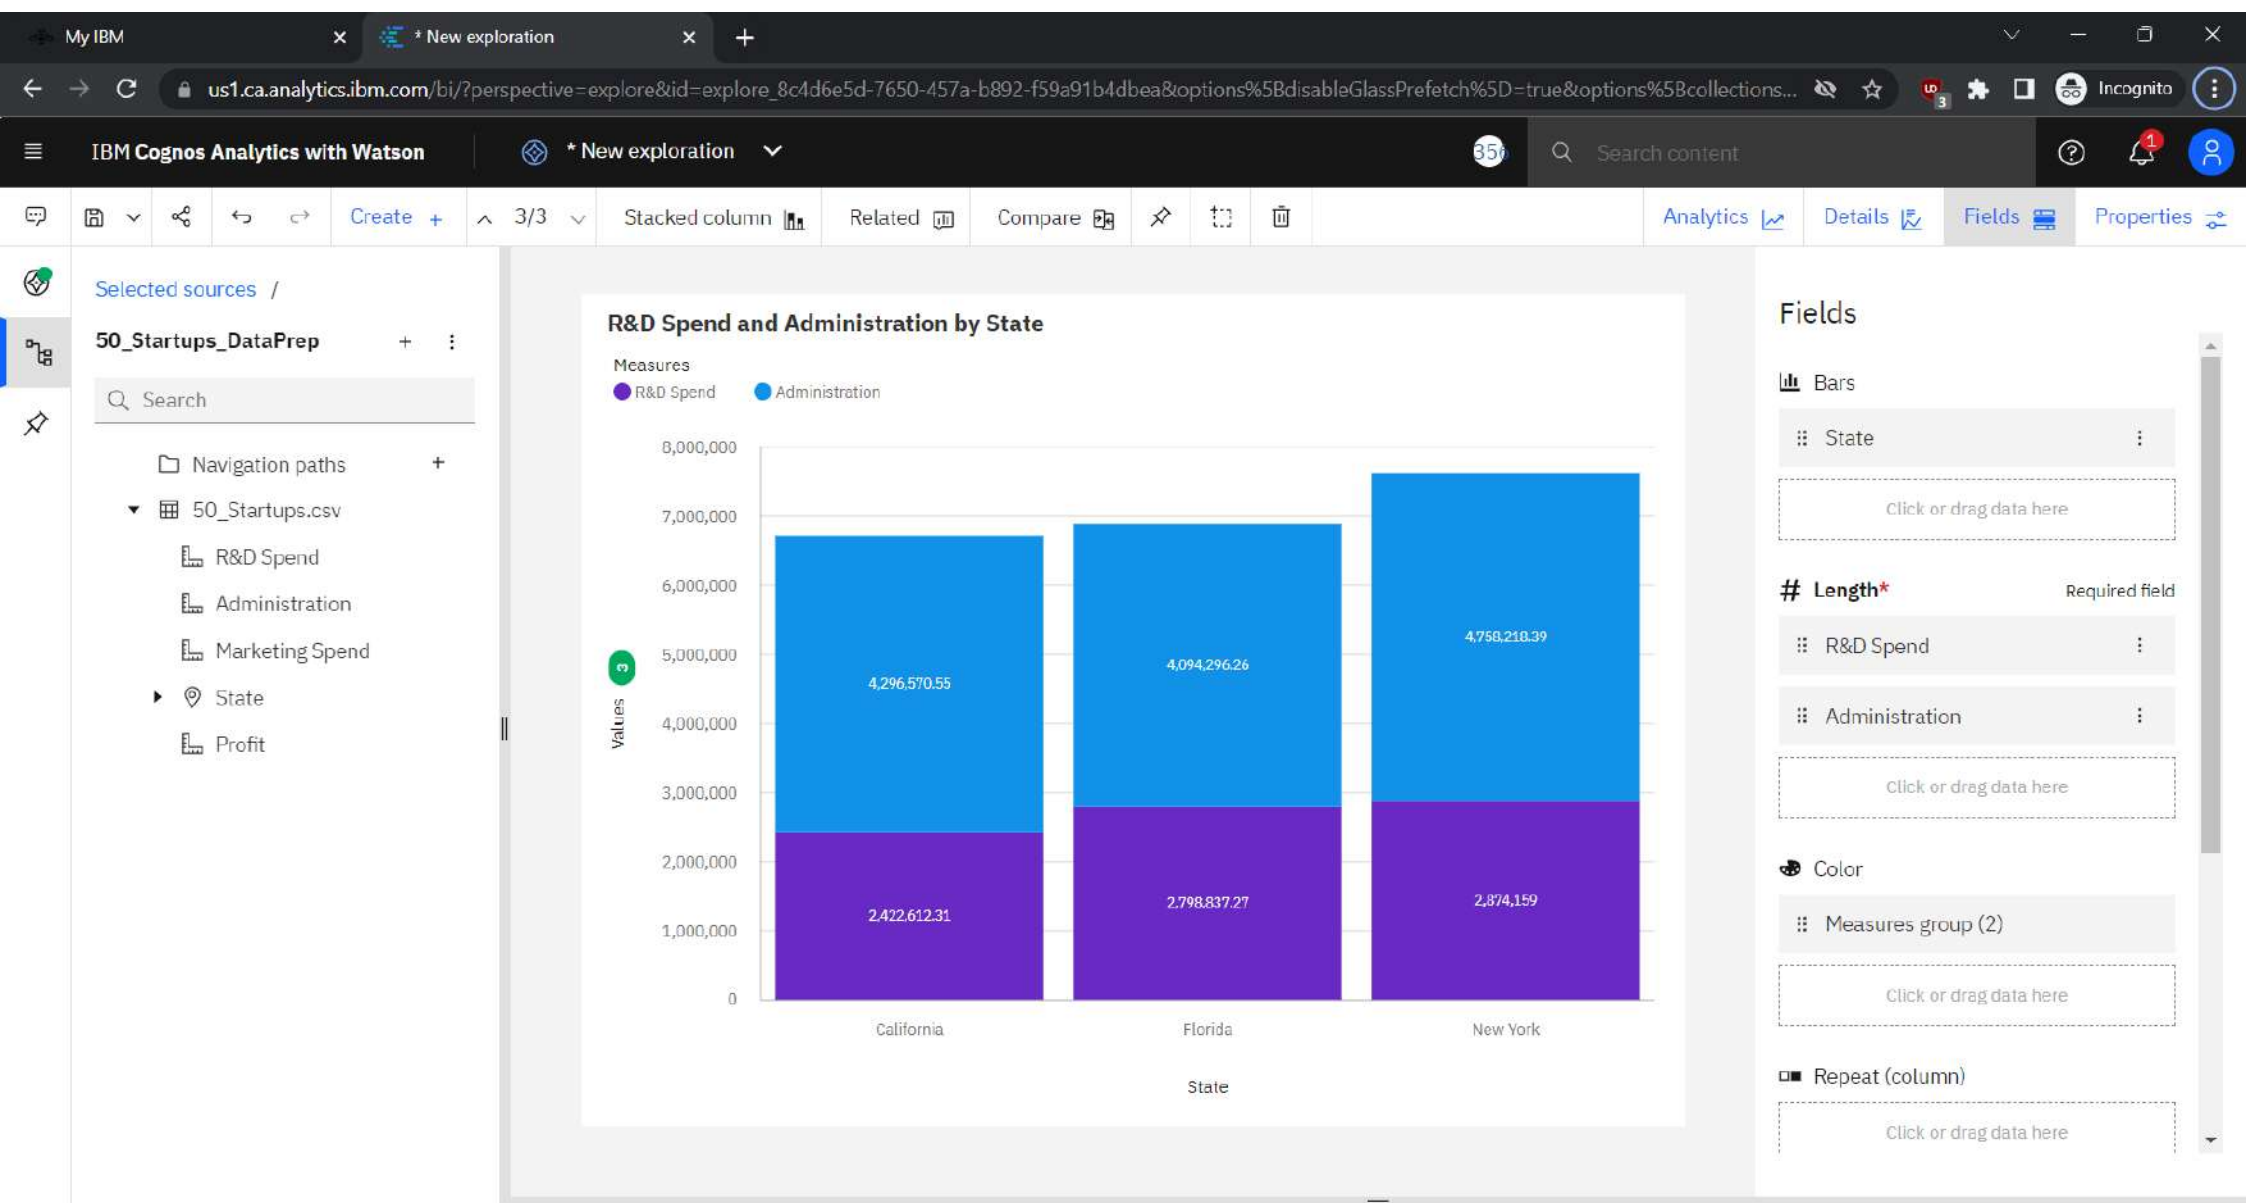 My IBM
* New exploration
us1.ca.analytics.ibm.com/bi/?perspective=explore&id=explore_8c4d6e5d-7650-457a-b892-f59a91b4dbea&options%5BdisableGlassPrefetch%5D=true&options%5Bcollections...
3
Incognito
IBM Cognos Analytics with Watson
* New exploration
356
Search content
1
Create +
3/3
Stacked column
Related
Compare
Analytics
Details
Fields
Properties
Selected sources /
50_Startups_DataPrep
Search
Navigation paths
50_Startups.csv
R&D Spend
Administration
Marketing Spend
State
Profit
R&D Spend and Administration by State
Measures
R&D Spend
Administration
8,000,000
7,000,000
6,000,000
5,000,000
4,000,000
3,000,000
2,000,000
1,000,000
0
Values
3
4,296,570.55
4,094,296.26
4,758,218.39
2,422,612.31
2,798,837.27
2,874,159
California
Florida
New York
State
Fields
Bars
State
Click or drag data here
# Length*
Required field
R&D Spend
Administration
Click or drag data here
Color
Measures group (2)
Click or drag data here
Repeat (column)
Click or drag data here